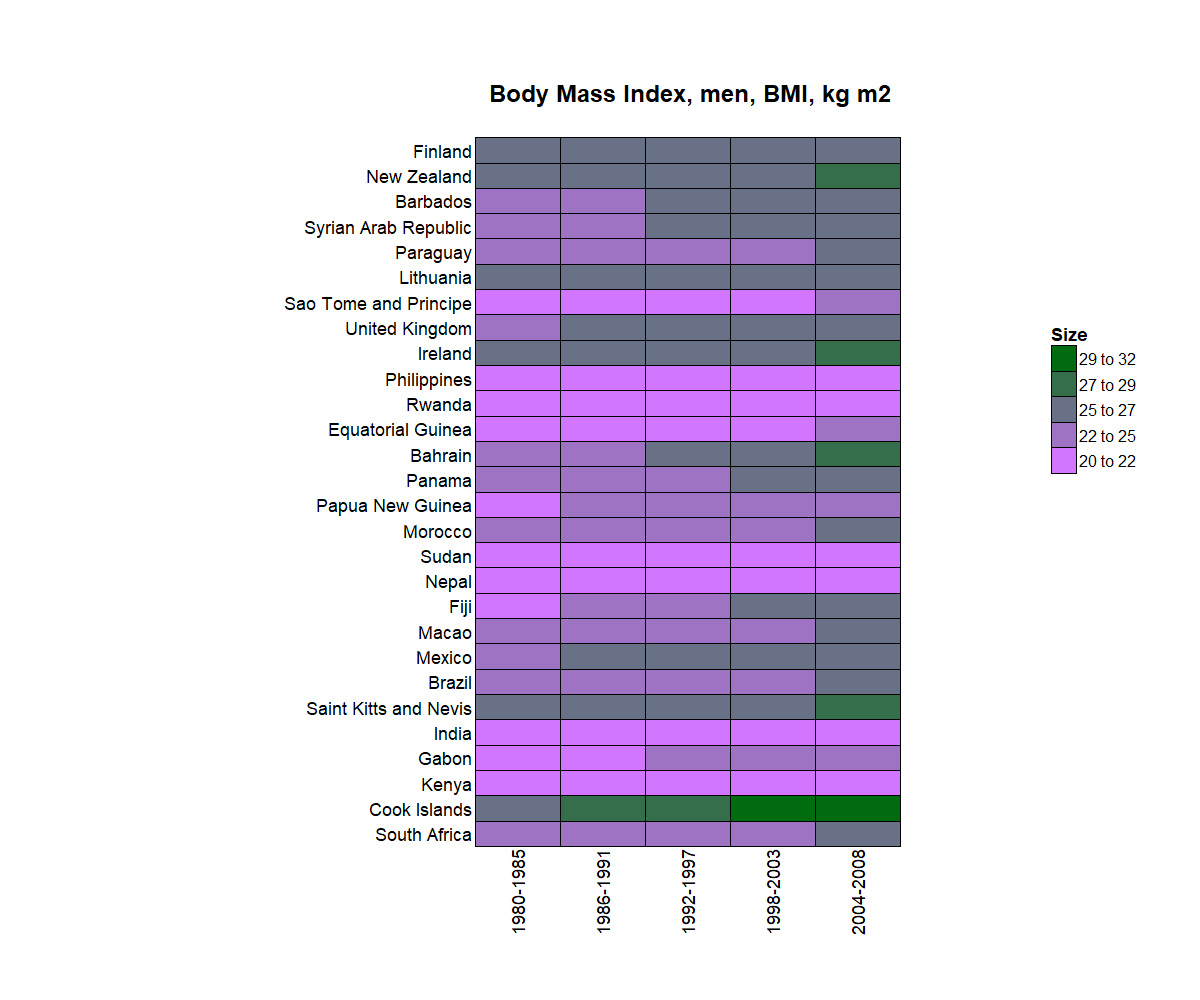 Body Mass Index, men, BMI, kg m2
Finland
New Zealand
Barbados
Syrian Arab Republic
Paraguay
Lithuania
Sao Tome and Principe
United Kingdom
Ireland
Philippines
Rwanda
Equatorial Guinea
Bahrain
Panama
Papua New Guinea
Morocco
Sudan
Nepal
Fiji
Macao
Mexico
Brazil
Saint Kitts and Nevis
India
Gabon
Kenya
Cook Islands
South Africa
1980-1985
1986-1991
1992-1997
1998-2003
2004-2008
Size
29 to 32
27 to 29
25 to 27
22 to 25
20 to 22